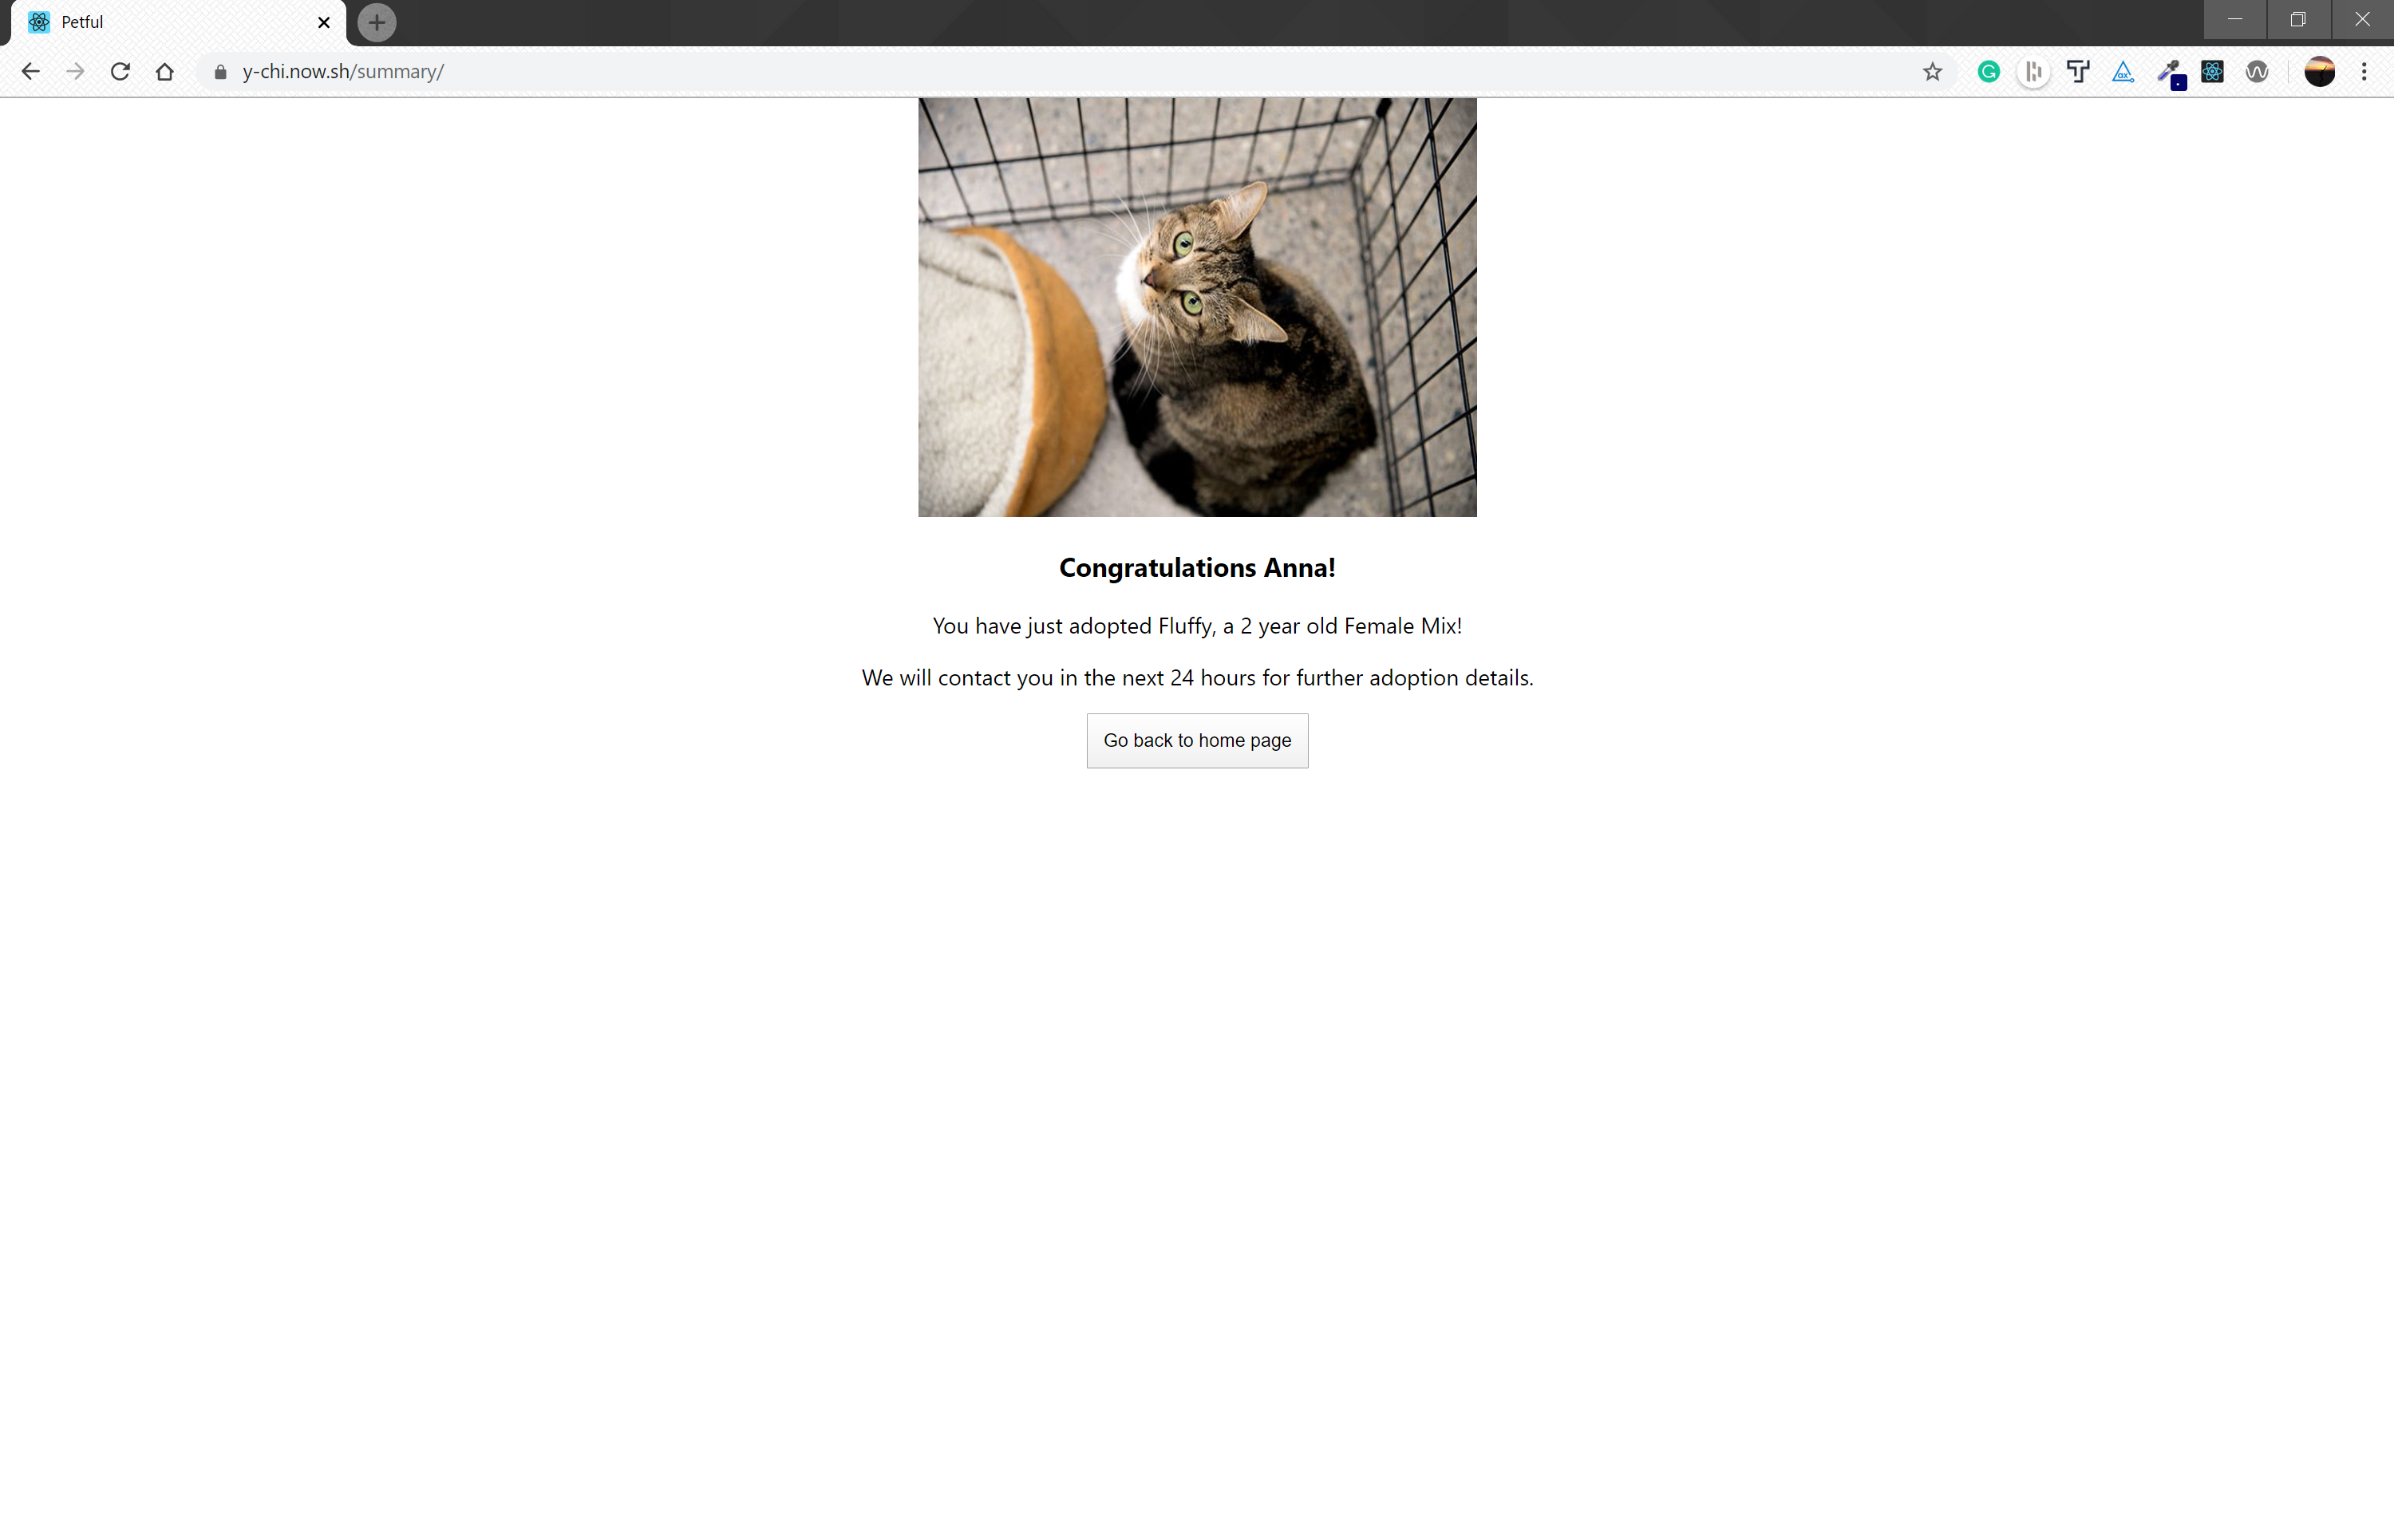 Petful
y-chi.now.sh/summary/
Congratulations Anna!
You have just adopted Fluffy, a 2 year old Female Mix!
We will contact you in the next 24 hours for further adoption details.
Go back to home page